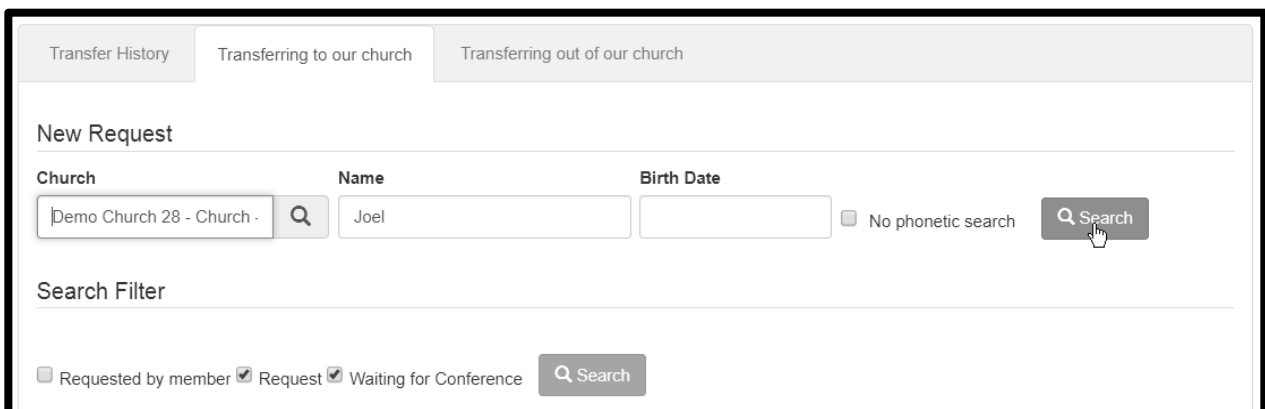 Transfer History Transferring to our church Transferring out of our church
New Request
Church Name Birth Date
Demo Church 28 - Church - Joel No phonetic search Search
Search Filter
Requested by member Request Waiting for Conference Search